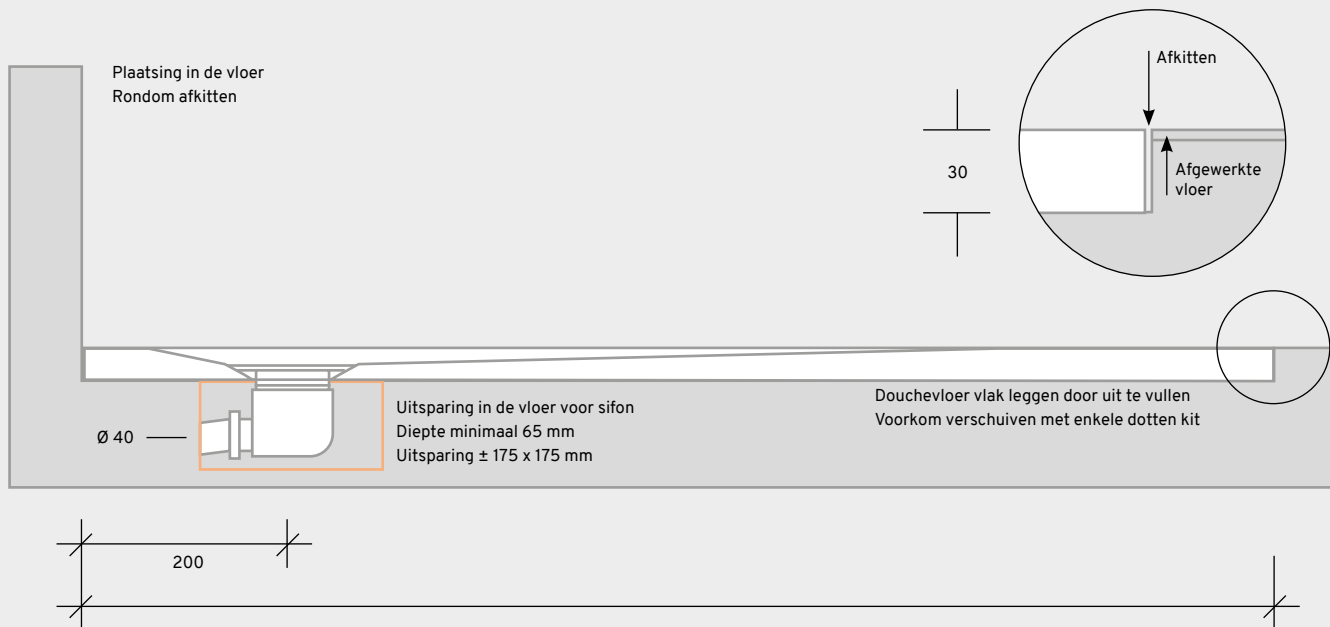 Plaatsing in de vloer
Rondom afkitten
Afkitten
30
Afgewerkte
vloer
Ø 40
Uitsparing in de vloer voor sifon
Diepte minimaal 65 mm
Uitsparing ± 175 x 175 mm
Douchevloer vlak leggen door uit te vullen
Voorkom verschuiven met enkele dotten kit
200